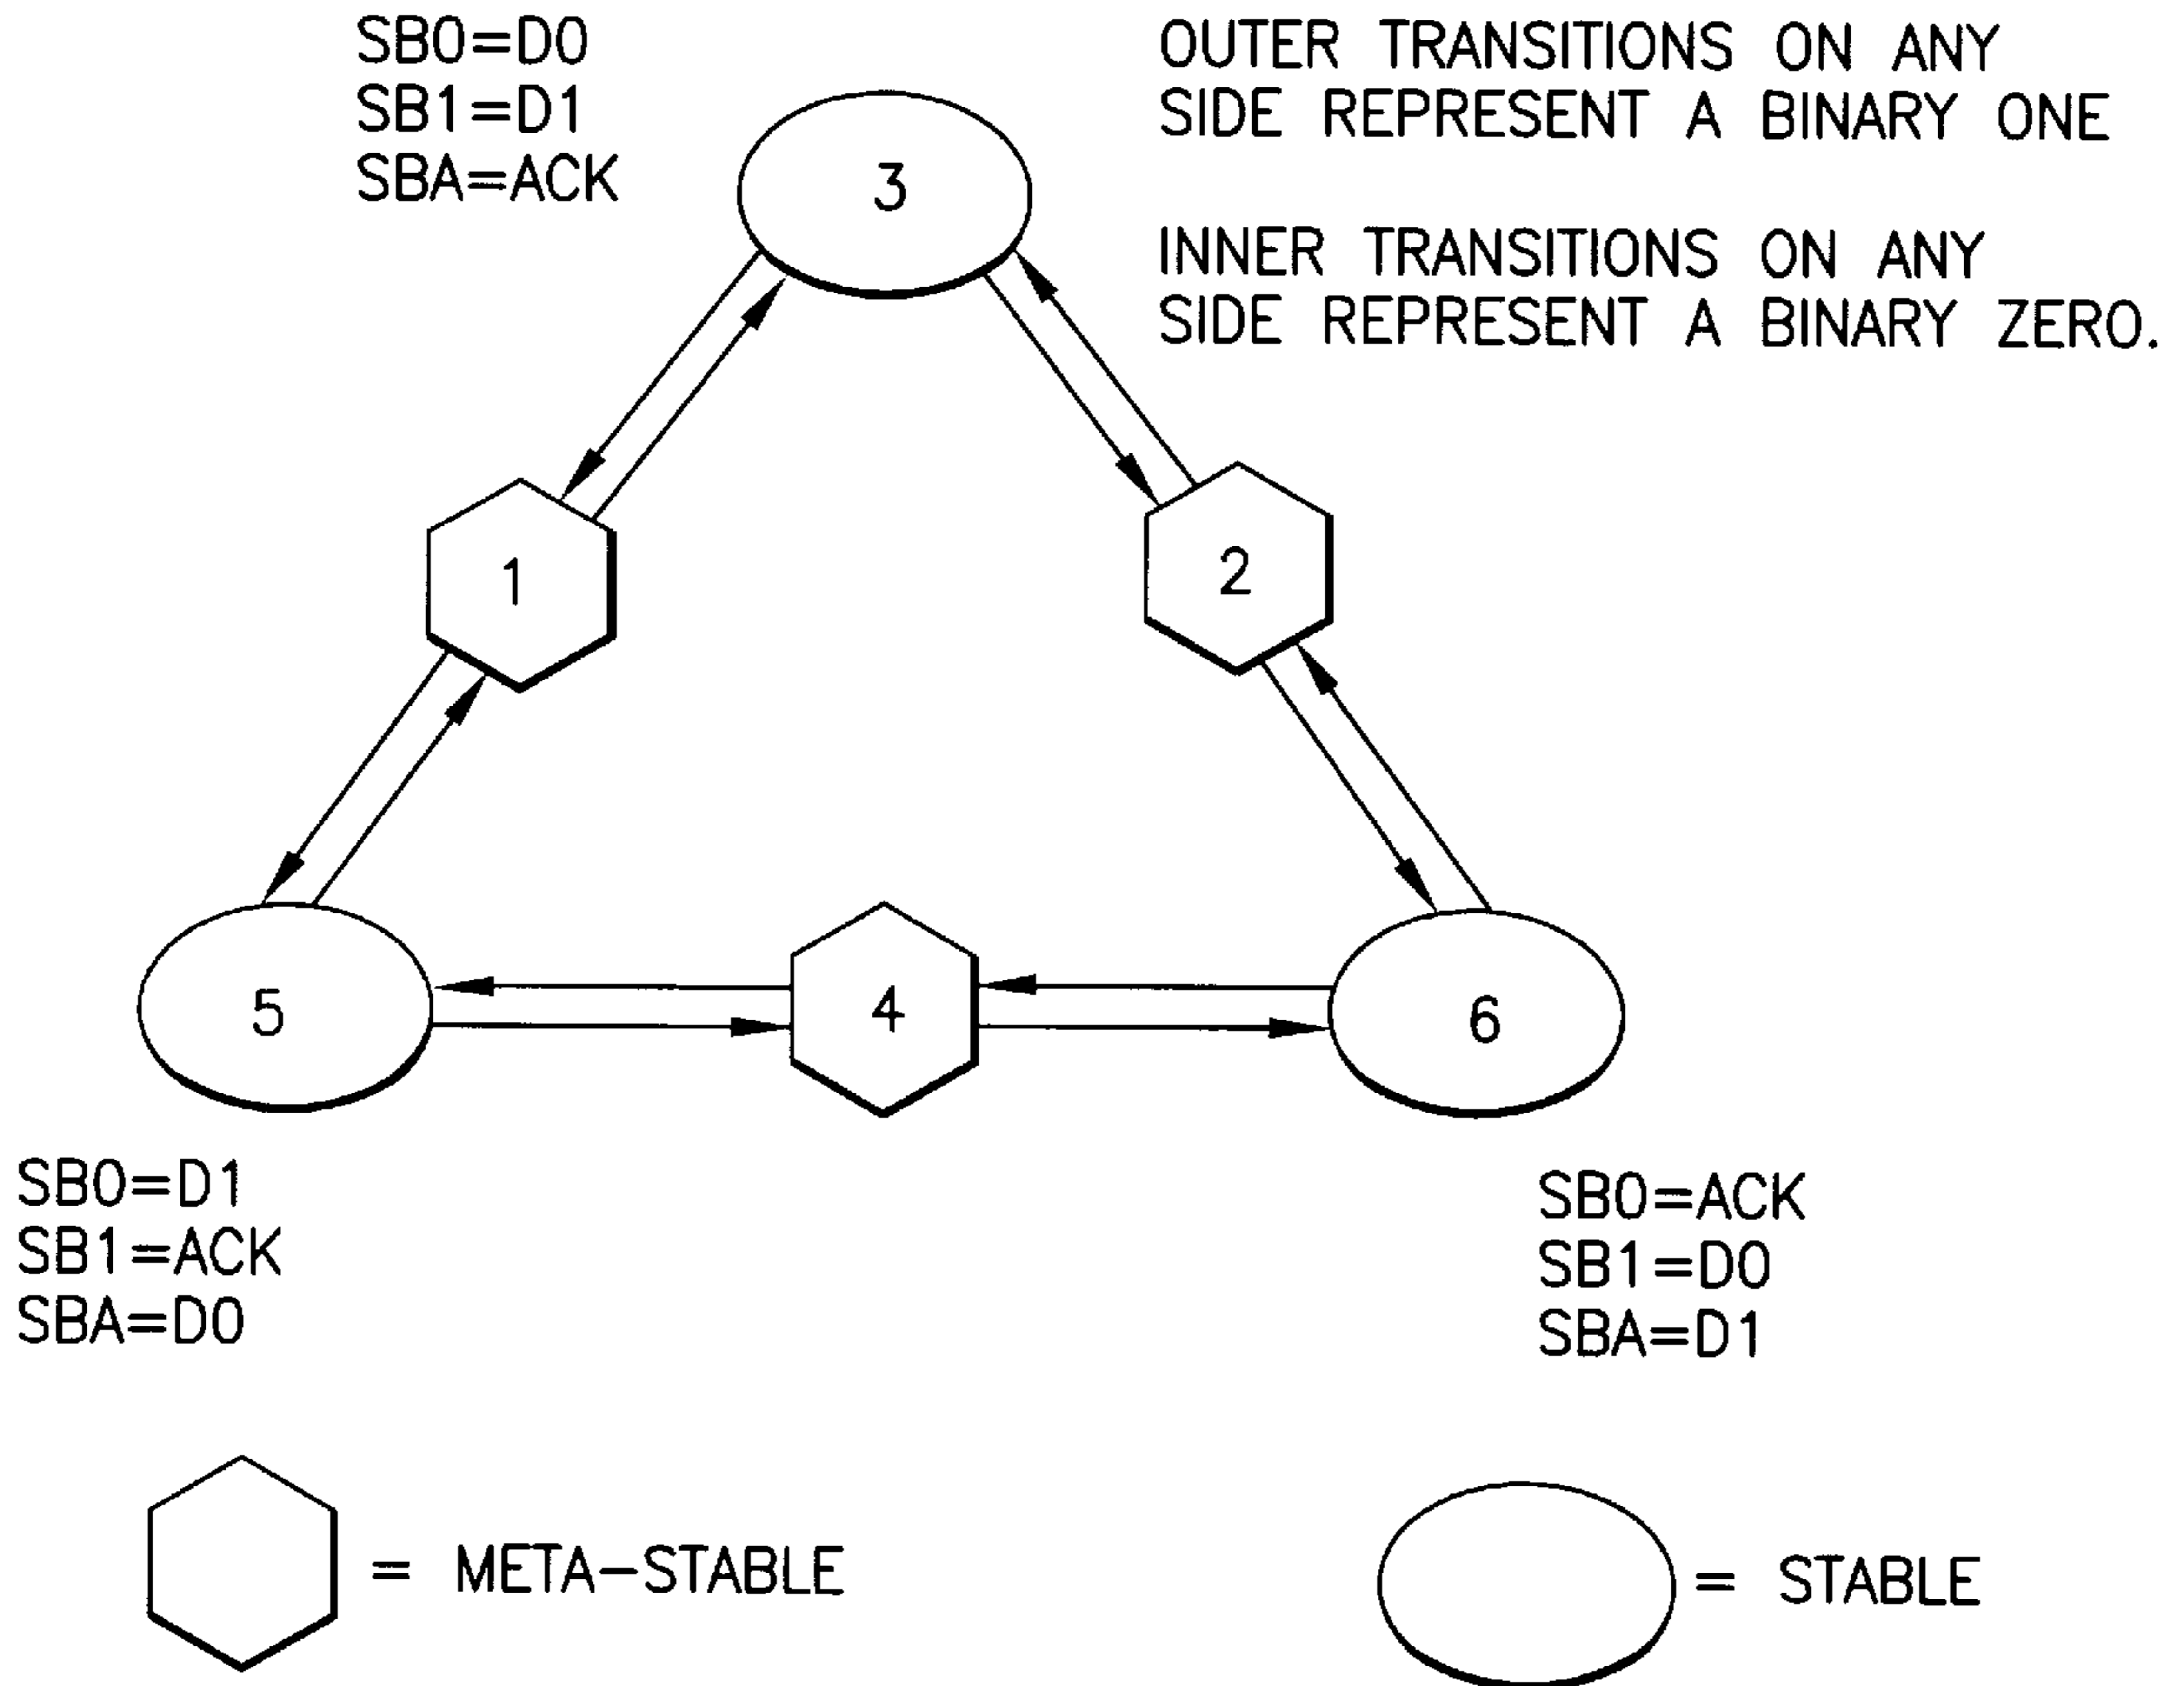 SB0=D0
SB1=D1
SBA=ACK
OUTER TRANSITIONS ON ANY
SIDE REPRESENT A BINARY ONE
INNER TRANSITIONS ON ANY
SIDE REPRESENT A BINARY ZERO.
3
1
2
5
4
6
SB0=D1
SB1=ACK
SBA=D0
SB0=ACK
SB1=D0
SBA=D1
= META-STABLE
= STABLE